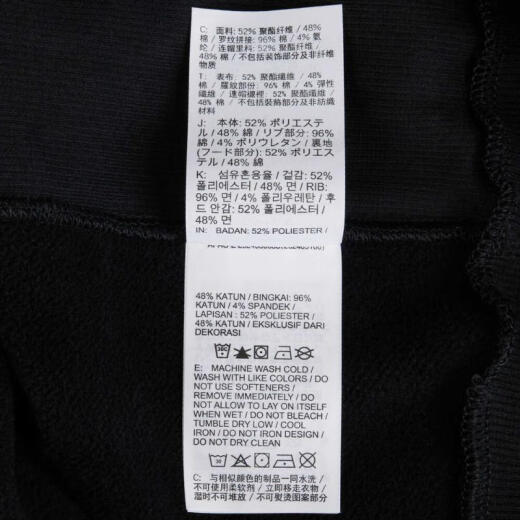 C: 面料: 52% 聚酯纤维 / 48%
棉 / 罗纹拼接: 96% 棉 / 4% 氨
纶 / 连帽里料: 52% 聚酯纤维 /
48% 棉 / 不包括装饰部分及非纤维
物质
T: 表布: 52% 聚酯纖維 / 48%
棉 / 羅紋部份: 96% 棉 / 4% 彈性
纖維 / 連帽襯裡: 52% 聚酯纖維 /
48% 棉 / 不包括裝飾部分及非紡織
材料
J: 本体: 52% ポリエステ
ル / 48% 綿 / リブ部分: 96%
綿 / 4% ポリウレタン / 裏地
(フード部分): 52% ポリエス
テル / 48% 綿
K: 섬유혼용율 / 겉감: 52%
폴리에스터 / 48% 면 / RIB:
96% 면 / 4% 폴리우레탄 / 후
드 안감: 52% 폴리에스터 /
48% 면
IN: BADAN: 52% POLIESTER /
48% KATUN / BINGKAI: 96%
KATUN / 4% SPANDEK /
LAPISAN : 52% POLIESTER /
48% KATUN / EKSKLUSIF DARI
DEKORASI
E: MACHINE WASH COLD /
WASH WITH LIKE COLORS / DO
NOT USE SOFTENERS /
REMOVE IMMEDIATELY / DO
NOT ALLOW TO LAY ON ITSELF
WHEN WET / DO NOT BLEACH /
TUMBLE DRY LOW / COOL
IRON / DO NOT IRON DESIGN /
DO NOT DRY CLEAN
30
C: 与相似颜色的制品一同水洗 /
不可使用柔软剂 / 立即移走衣物 /
湿时不可堆放 / 不可熨烫图案部分